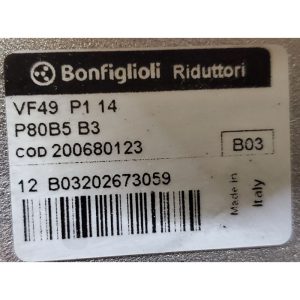 Bonfiglioli Riduttori
VF49 P1 14
P80B5 B3
COD 200680123
B03
12 B03202673059
Made in
Italy